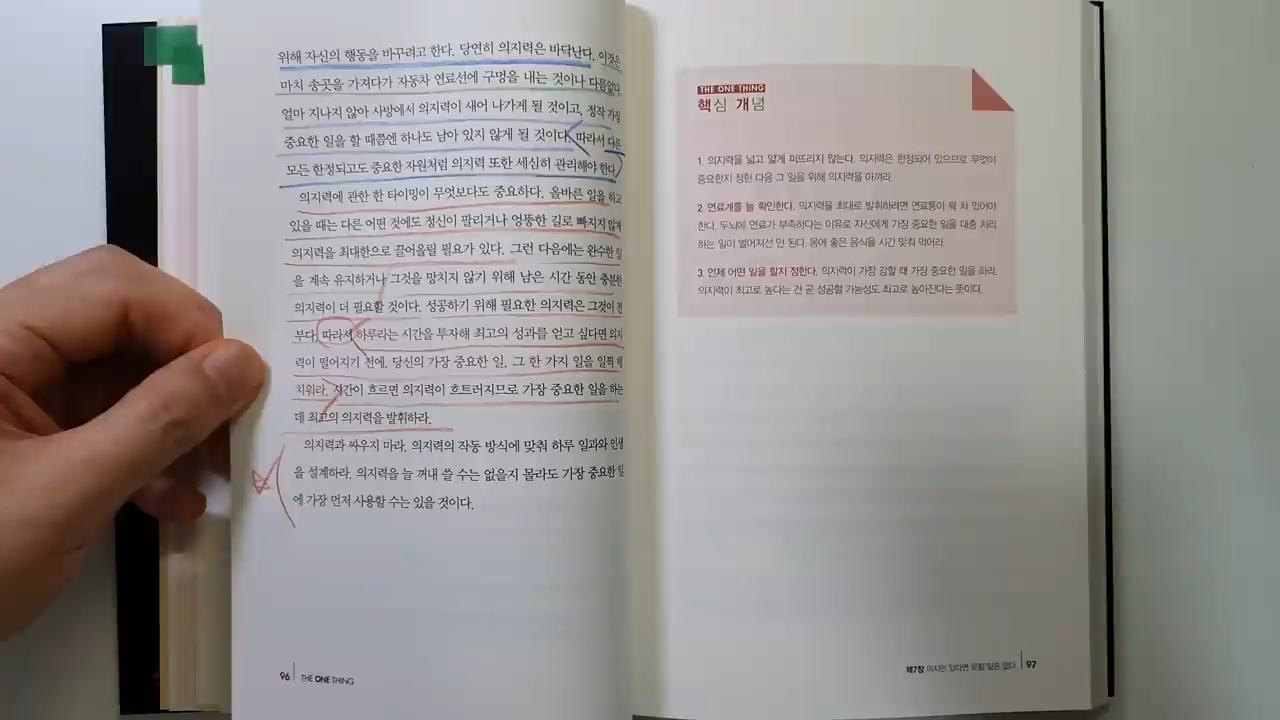 위해 자신의 행동을 바꾸려고 한다. 당연히 의지력은 바닥난다. 이것은
마치 송곳을 가져다가 자동차 연료선에 구멍을 내는 것이나 다름없다.
얼마 지나지 않아 사방에서 의지력이 새어 나가게 될 것이고, 정작 가장
중요한 일을 할 때쯤엔 하나도 남아 있지 않게 될 것이다. 따라서 다른
모든 한정되고도 중요한 자원처럼 의지력 또한 세심히 관리해야 한다.
의지력에 관한 한 타이밍이 무엇보다도 중요하다. 올바른 일을 하고
있을 때는 다른 어떤 것에도 정신이 팔리거나 엉뚱한 길로 빠지지 않게
의지력을 최대한으로 끌어올릴 필요가 있다. 그런 다음에는 완수한 일
을 계속 유지하거나 그것을 망치지 않기 위해 남은 시간 동안 충분한
의지력이 더 필요할 것이다. 성공하기 위해 필요한 의지력은 그것이 전
부다. 따라서 하루라는 시간을 투자해 최고의 성과를 얻고 싶다면 의지
력이 떨어지기 전에, 당신의 가장 중요한 일, 그 한 가지 일을 일찍 해
치워라. 시간이 흐르면 의지력이 흐트러지므로 가장 중요한 일을 하는
데 최고의 의지력을 발휘하라.
의지력과 싸우지 마라. 의지력의 작동 방식에 맞춰 하루 일과와 인생
을 설계하라. 의지력을 늘 꺼내 쓸 수는 없을지 몰라도 가장 중요한 일
에 가장 먼저 사용할 수는 있을 것이다.
96 THE ONE THING
THE ONE THING
핵심 개념
1. 의지력을 넓고 얇게 퍼뜨리지 않는다. 의지력은 한정되어 있으므로 무엇이
중요한지 정한 다음 그 일을 위해 의지력을 아껴라.
2. 연료계를 늘 확인한다. 의지력을 최대로 발휘하려면 연료통이 꽉 차 있어야
한다. 두뇌에 연료가 부족하다는 이유로 자신에게 가장 중요한 일을 대충 처리
하는 일이 벌어져선 안 된다. 몸에 좋은 음식을 시간 맞춰 먹어라.
3. 언제 어떤 일을 할지 정한다. 의지력이 가장 강할 때 가장 중요한 일을 하라.
의지력이 최고로 높다는 건 곧 성공할 가능성도 최고로 높아진다는 뜻이다.
제7장 의지만 있다면 못할 일은 없다 97